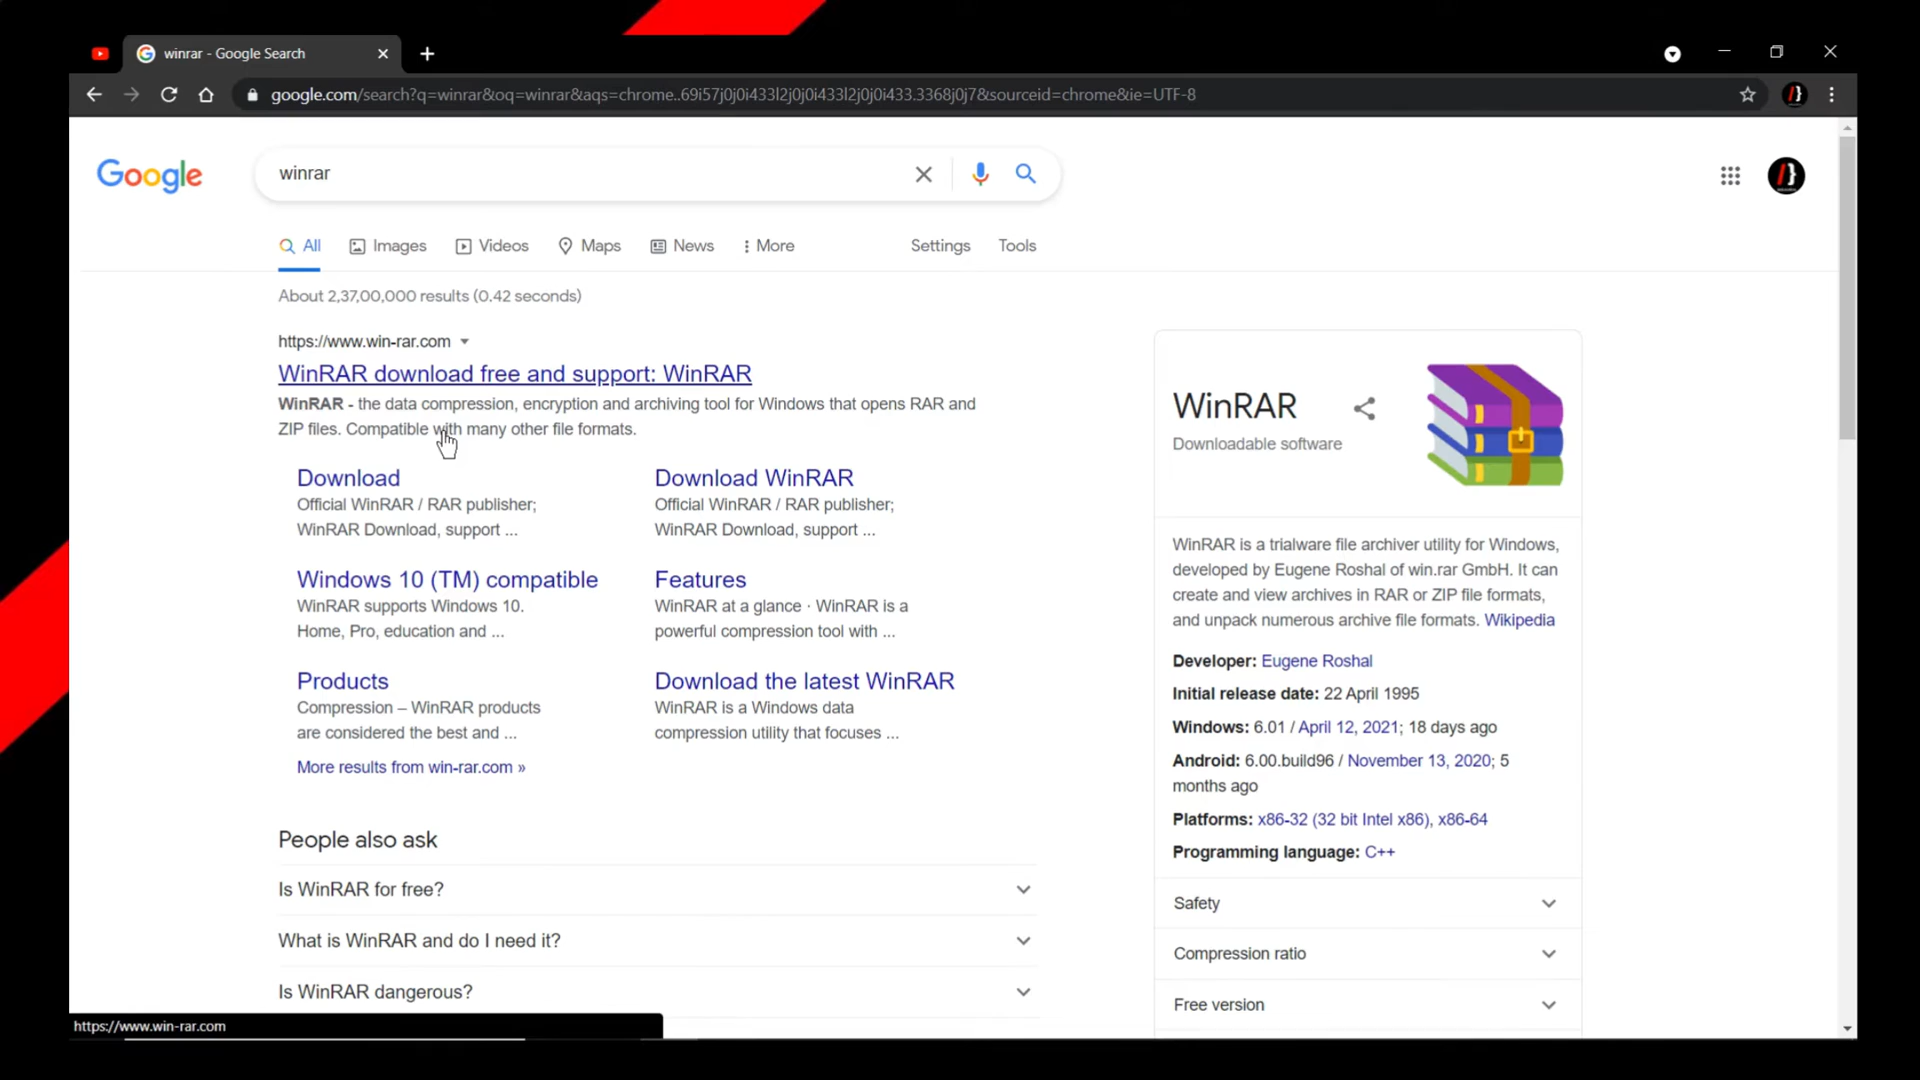 winrar - Google Search
google.com/search?q=winrar&oq=winrar&aqs=chrome..69i57j0j0i433l2j0j0i433l2j0j0i433.3368j0j7&sourceid=chrome&ie=UTF-8
Google
winrar
All
Images
Videos
Maps
News
More
Settings
Tools
About 2,37,00,000 results (0.42 seconds)
https://www.win-rar.com
WinRAR download free and support: WinRAR
WinRAR - the data compression, encryption and archiving tool for Windows that opens RAR and
ZIP files. Compatible with many other file formats.
Download
Official WinRAR / RAR publisher;
WinRAR Download, support ...
Download WinRAR
Official WinRAR / RAR publisher;
WinRAR Download, support ...
Windows 10 (TM) compatible
WinRAR supports Windows 10.
Home, Pro, education and ...
Features
WinRAR at a glance · WinRAR is a
powerful compression tool with ...
Products
Compression – WinRAR products
are considered the best and ...
Download the latest WinRAR
WinRAR is a Windows data
compression utility that focuses ...
More results from win-rar.com »
People also ask
Is WinRAR for free?
What is WinRAR and do I need it?
Is WinRAR dangerous?
https://www.win-rar.com
WinRAR
Downloadable software
WinRAR is a trialware file archiver utility for Windows,
developed by Eugene Roshal of win.rar GmbH. It can
create and view archives in RAR or ZIP file formats,
and unpack numerous archive file formats. Wikipedia
Developer: Eugene Roshal
Initial release date: 22 April 1995
Windows: 6.01 / April 12, 2021; 18 days ago
Android: 6.00.build96 / November 13, 2020; 5
months ago
Platforms: x86-32 (32 bit Intel x86), x86-64
Programming language: C++
Safety
Compression ratio
Free version